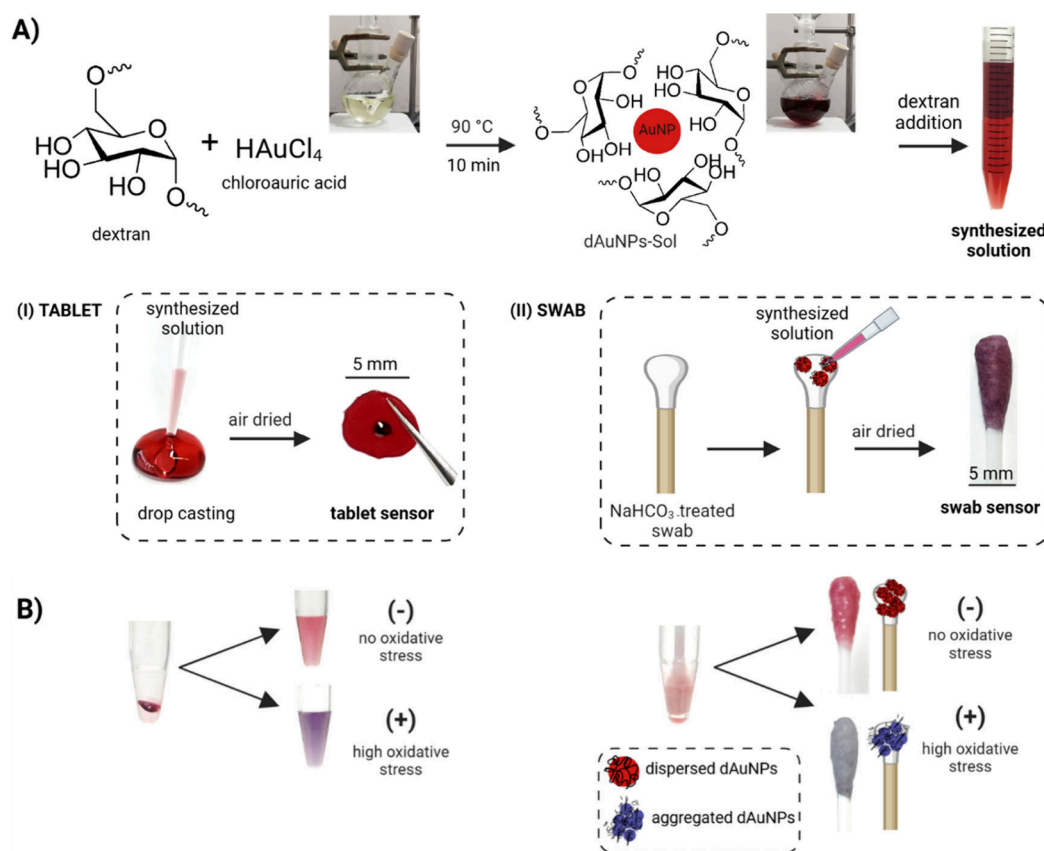 A)
O
HO
HO
HO
O
O
dextran
+
HAuCl4
chloroauric acid
90 °C
10 min
O
O
OH
OH
OH
O
AuNP
O
HO
HO
HO
O
O
OH
HO
OH
O
O
dAuNPs-Sol
dextran
addition
synthesized
solution
(I) TABLET
synthesized
solution
drop casting
air dried
5 mm
tablet sensor
(II) SWAB
NaHCO3-treated
swab
synthesized
solution
air dried
5 mm
swab sensor
B)
(-)
no oxidative
stress
(+)
high oxidative
stress
(-)
no oxidative
stress
(+)
high oxidative
stress
dispersed dAuNPs
aggregated dAuNPs